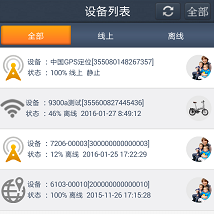 设备列表
全部
全部 线上 离线
设备 : 中国GPS定位[355080148267357]
状态 : 100% 线上 静止
设备 : 9300a测试[355600827445436]
状态 : 46% 离线 2016-01-27 8:49:12
设备 : 7206-00003[300000000000003]
状态 : 12% 离线 2016-01-25 17:22:29
设备 : 6103-00010[200000000000010]
状态 : 100% 离线 2015-11-26 17:15:28